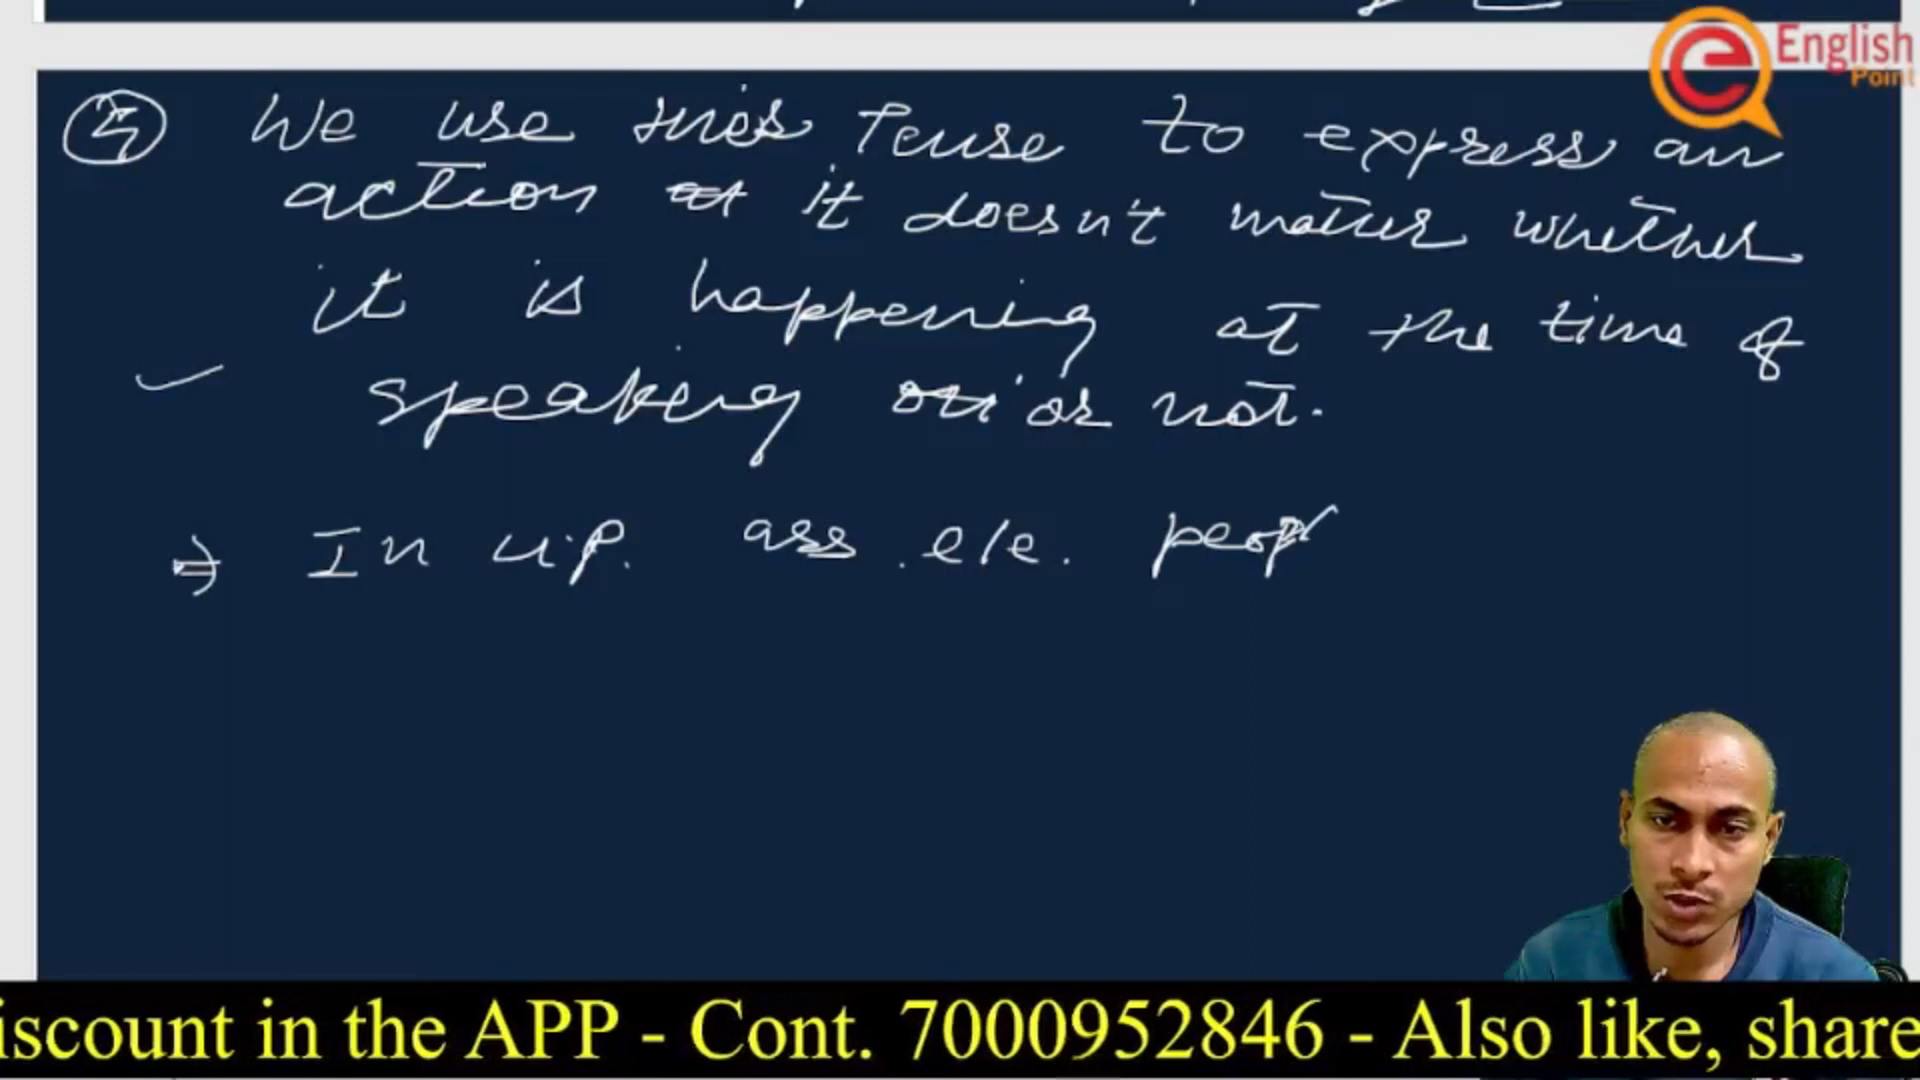 English
Point
② We use this Tense to express an
action it doesn't matter whether
it is happening at the time of
speaking or not.
⇒ In U.P. ass . ele. peop
iscount in the APP - Cont. 7000952846 - Also like, share